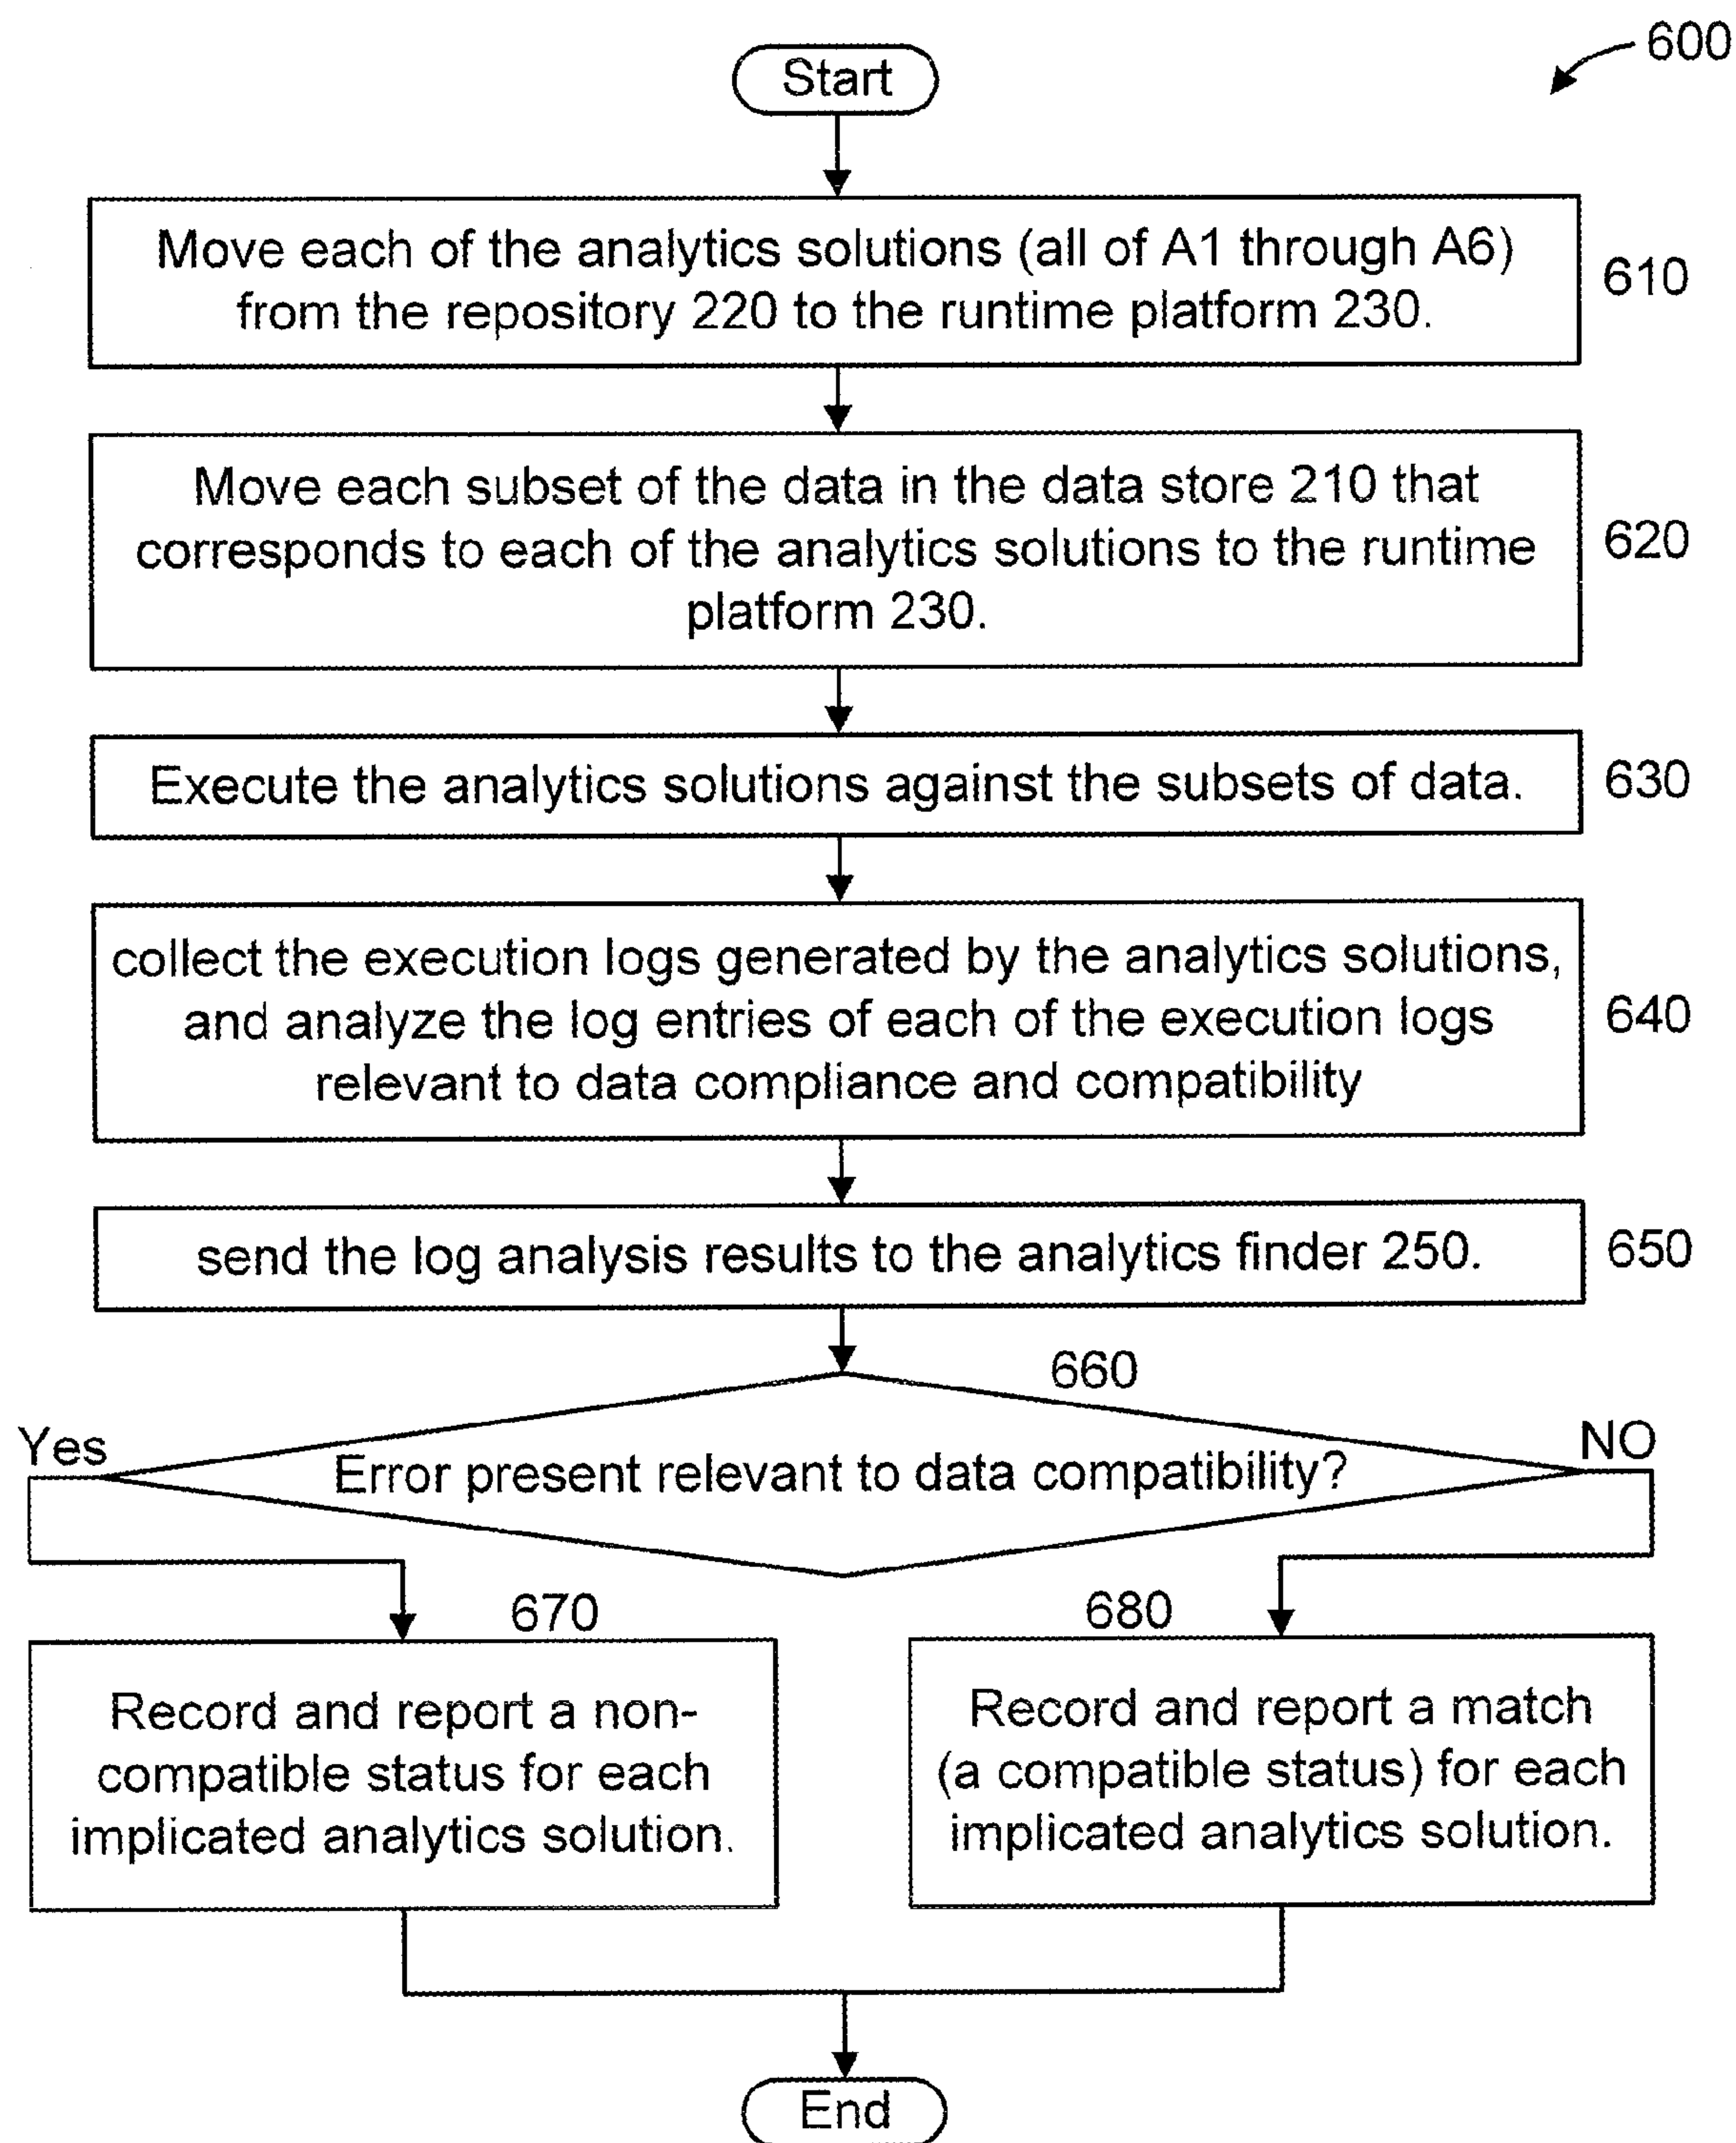 600
Start
Move each of the analytics solutions (all of A1 through A6)
from the repository 220 to the runtime platform 230.
610
Move each subset of the data in the data store 210 that
corresponds to each of the analytics solutions to the runtime
platform 230.
620
Execute the analytics solutions against the subsets of data.
630
collect the execution logs generated by the analytics solutions,
and analyze the log entries of each of the execution logs
relevant to data compliance and compatibility
640
send the log analysis results to the analytics finder 250.
650
660
Yes
NO
Error present relevant to data compatibility?
670
Record and report a non-
compatible status for each
implicated analytics solution.
680
Record and report a match
(a compatible status) for each
implicated analytics solution.
End